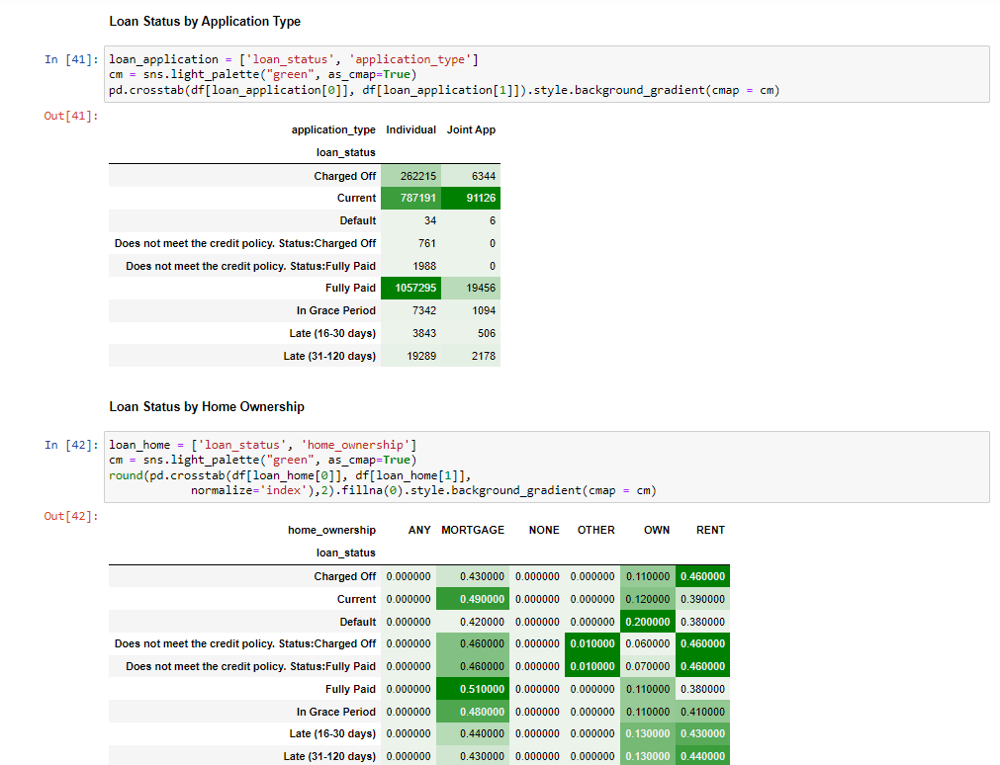 Loan Status by Application Type
In [41]: loan_application = ['loan_status', 'application_type']
cm = sns.light_palette("green", as_cmap=True)
pd.crosstab(df[loan_application[0]], df[loan_application[1]]).style.background_gradient(cmap = cm)
Out[41]:
application_type Individual Joint App
loan_status
Charged Off 262215 6344
Current 787191 91126
Default 34 6
Does not meet the credit policy. Status:Charged Off 761 0
Does not meet the credit policy. Status:Fully Paid 1988 0
Fully Paid 1057295 19456
In Grace Period 7342 1094
Late (16-30 days) 3843 506
Late (31-120 days) 19289 2178
Loan Status by Home Ownership
In [42]: loan_home = ['loan_status', 'home_ownership']
cm = sns.light_palette("green", as_cmap=True)
round(pd.crosstab(df[loan_home[0]], df[loan_home[1]],
normalize='index'),2).fillna(0).style.background_gradient(cmap = cm)
Out[42]:
home_ownership ANY MORTGAGE NONE OTHER OWN RENT
loan_status
Charged Off 0.000000 0.430000 0.000000 0.000000 0.110000 0.460000
Current 0.000000 0.490000 0.000000 0.000000 0.120000 0.390000
Default 0.000000 0.420000 0.000000 0.000000 0.200000 0.380000
Does not meet the credit policy. Status:Charged Off 0.000000 0.460000 0.000000 0.010000 0.060000 0.460000
Does not meet the credit policy. Status:Fully Paid 0.000000 0.460000 0.000000 0.010000 0.070000 0.460000
Fully Paid 0.000000 0.510000 0.000000 0.000000 0.110000 0.380000
In Grace Period 0.000000 0.480000 0.000000 0.000000 0.110000 0.410000
Late (16-30 days) 0.000000 0.440000 0.000000 0.000000 0.130000 0.430000
Late (31-120 days) 0.000000 0.430000 0.000000 0.000000 0.130000 0.440000